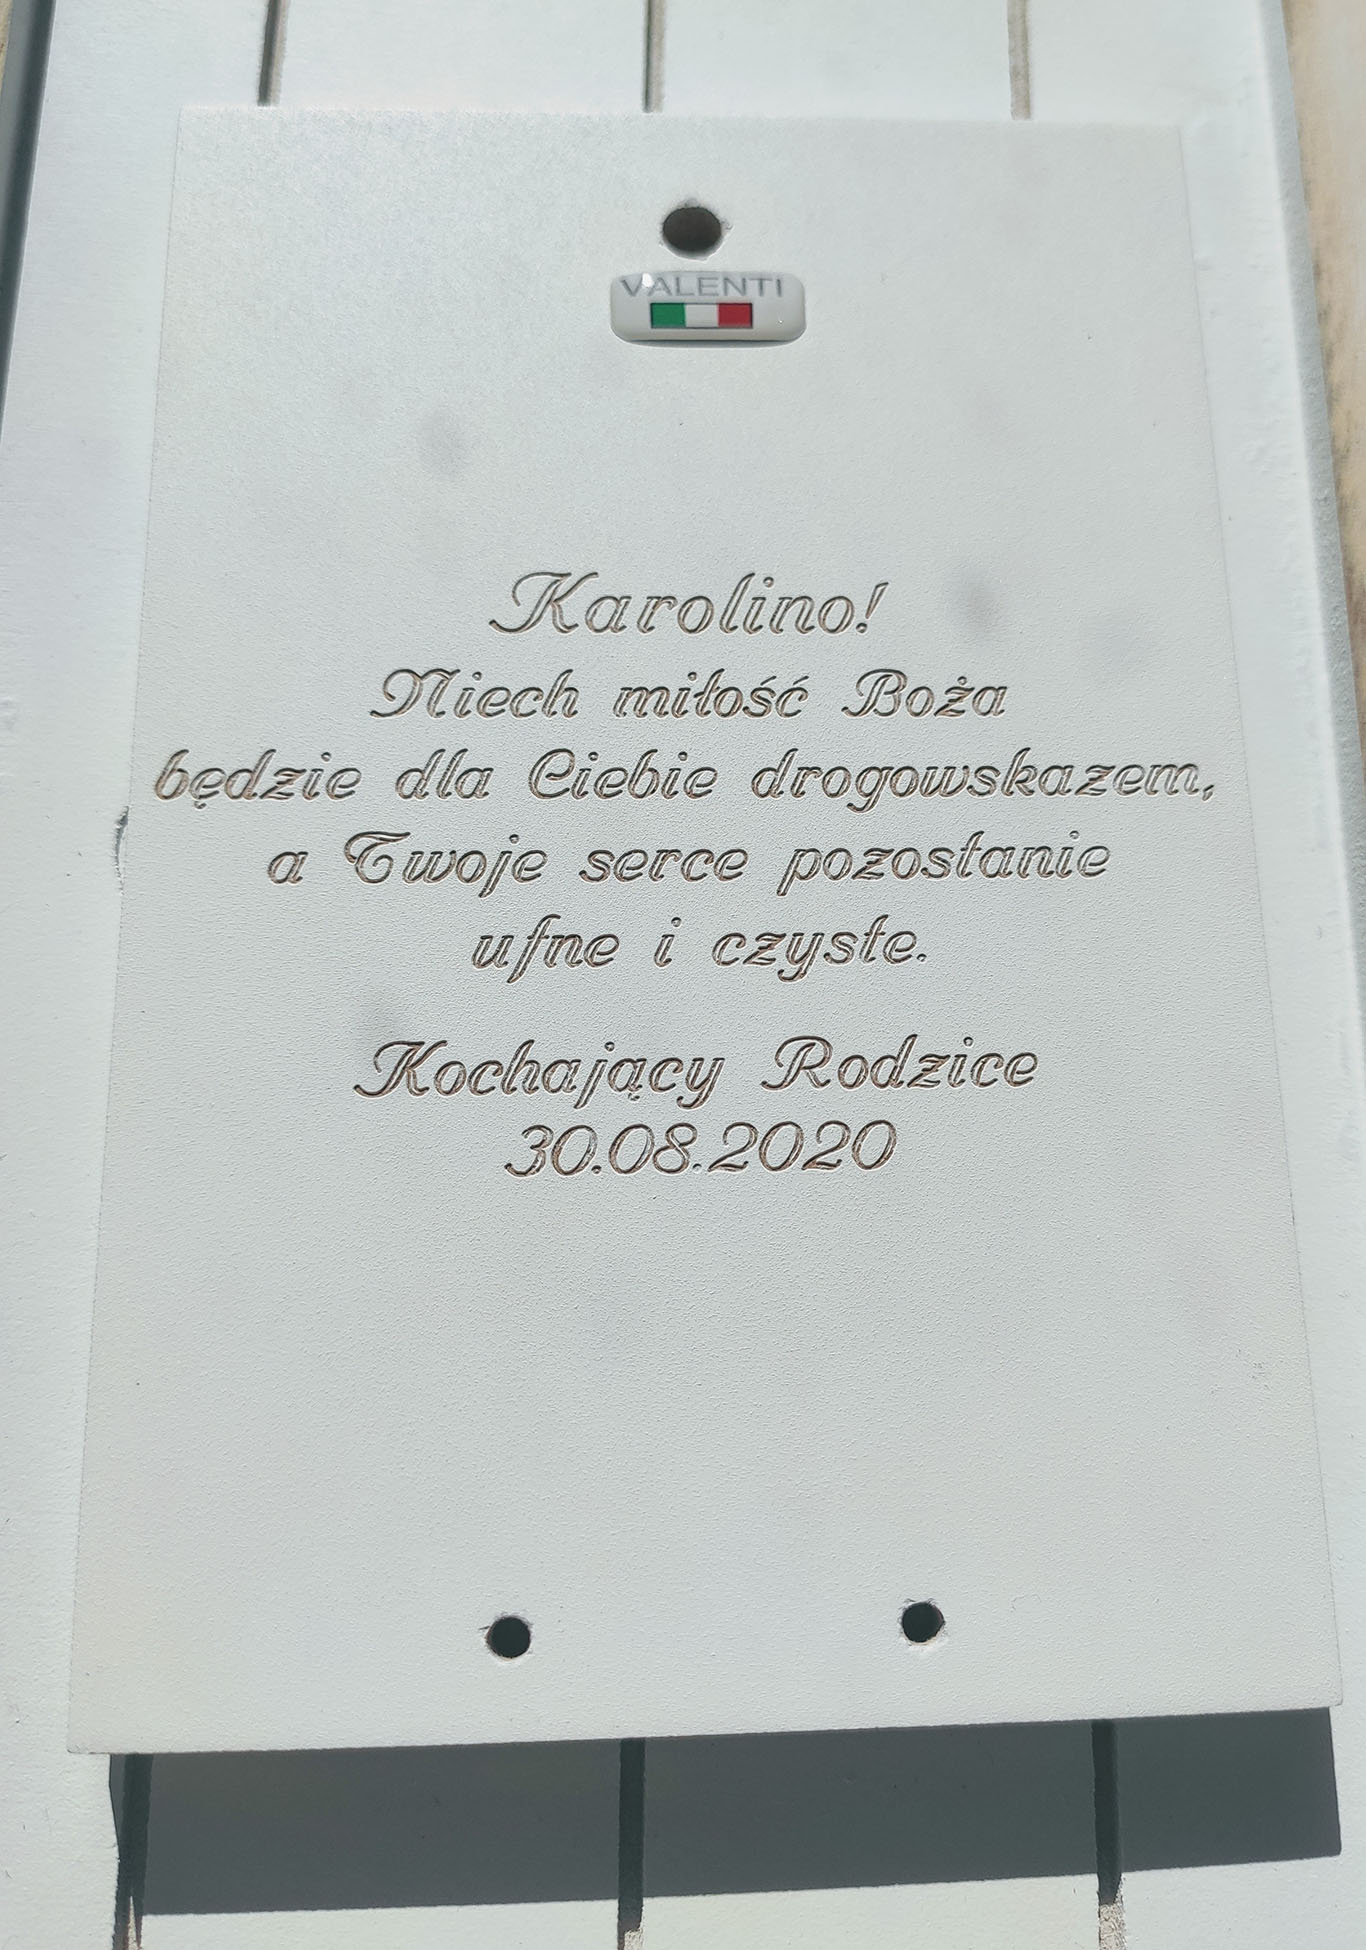 VALENTI
Karolino!
Niech miłość Boża
będzie dla Ciebie drogowskazem,
a Twoje serce pozostanie
ufne i czyste.
Kochający Rodzice
30.08.2020